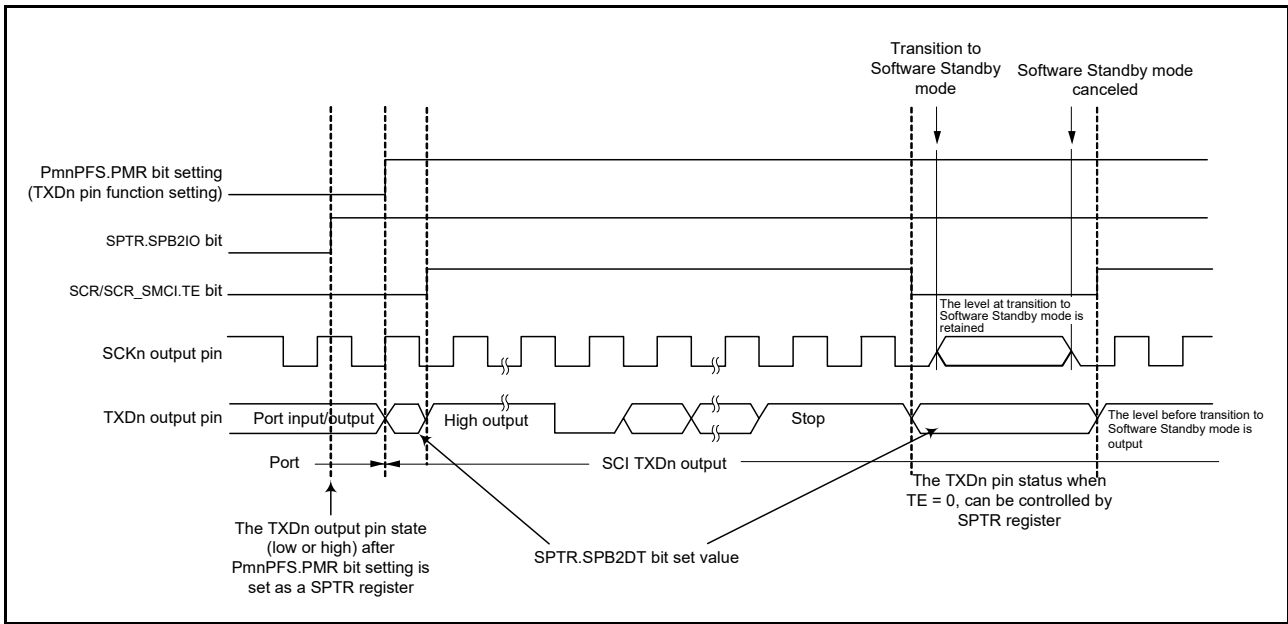 Transition to
Software Standby
mode
Software Standby mode
canceled
PmnPFS.PMR bit setting
(TXDn pin function setting)
SPTR.SPB2IO bit
SCR/SCR_SMCI.TE bit
The level at transition to
Software Standby mode is
retained
SCKn output pin
TXDn output pin
Port input/output
High output
Stop
The level before transition to
Software Standby mode is
output
Port
SCI TXDn output
The TXDn pin status when
TE = 0, can be controlled by
SPTR register
The TXDn output pin state
(low or high) after
PmnPFS.PMR bit setting is
set as a SPTR register
SPTR.SPB2DT bit set value